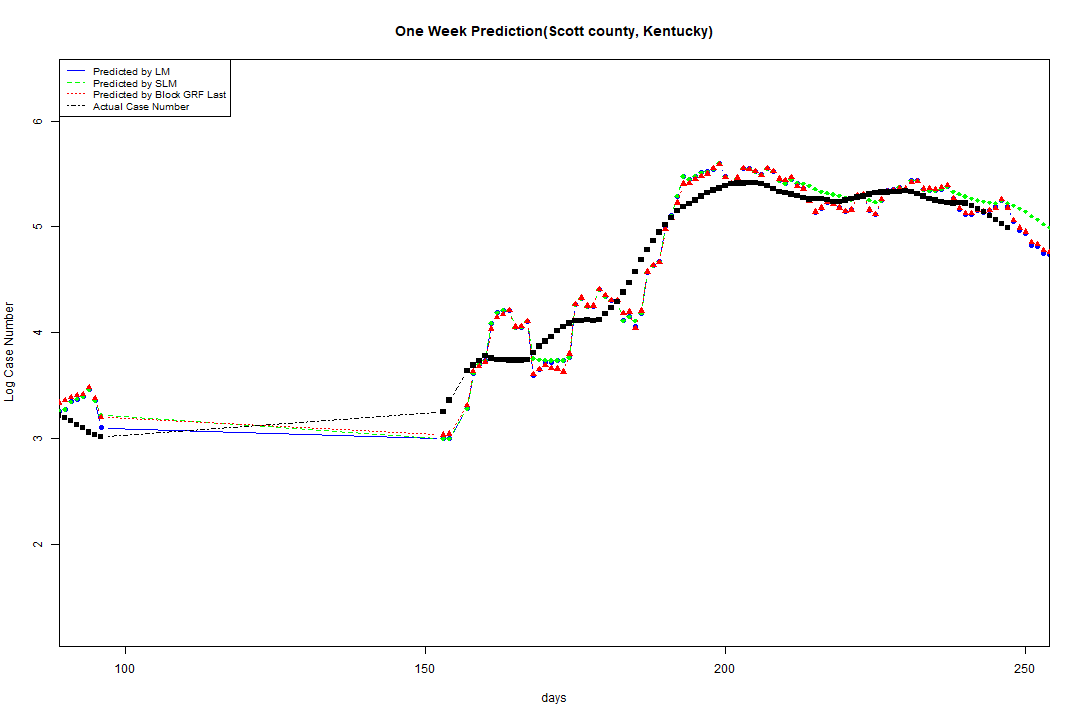 One Week Prediction(Scott county, Kentucky)
Predicted by LM
Predicted by SLM
Predicted by Block GRF Last
Actual Case Number
6
5
4
3
2
Log Case Number
100
150
200
250
days